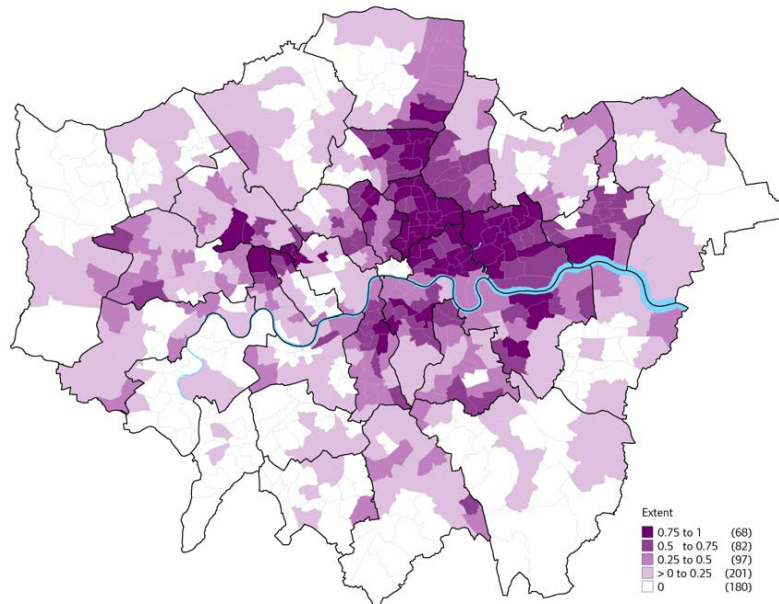 Extent
0.75 to 1 (68)
0.5 to 0.75 (82)
0.25 to 0.5 (97)
> 0 to 0.25 (201)
0 (180)